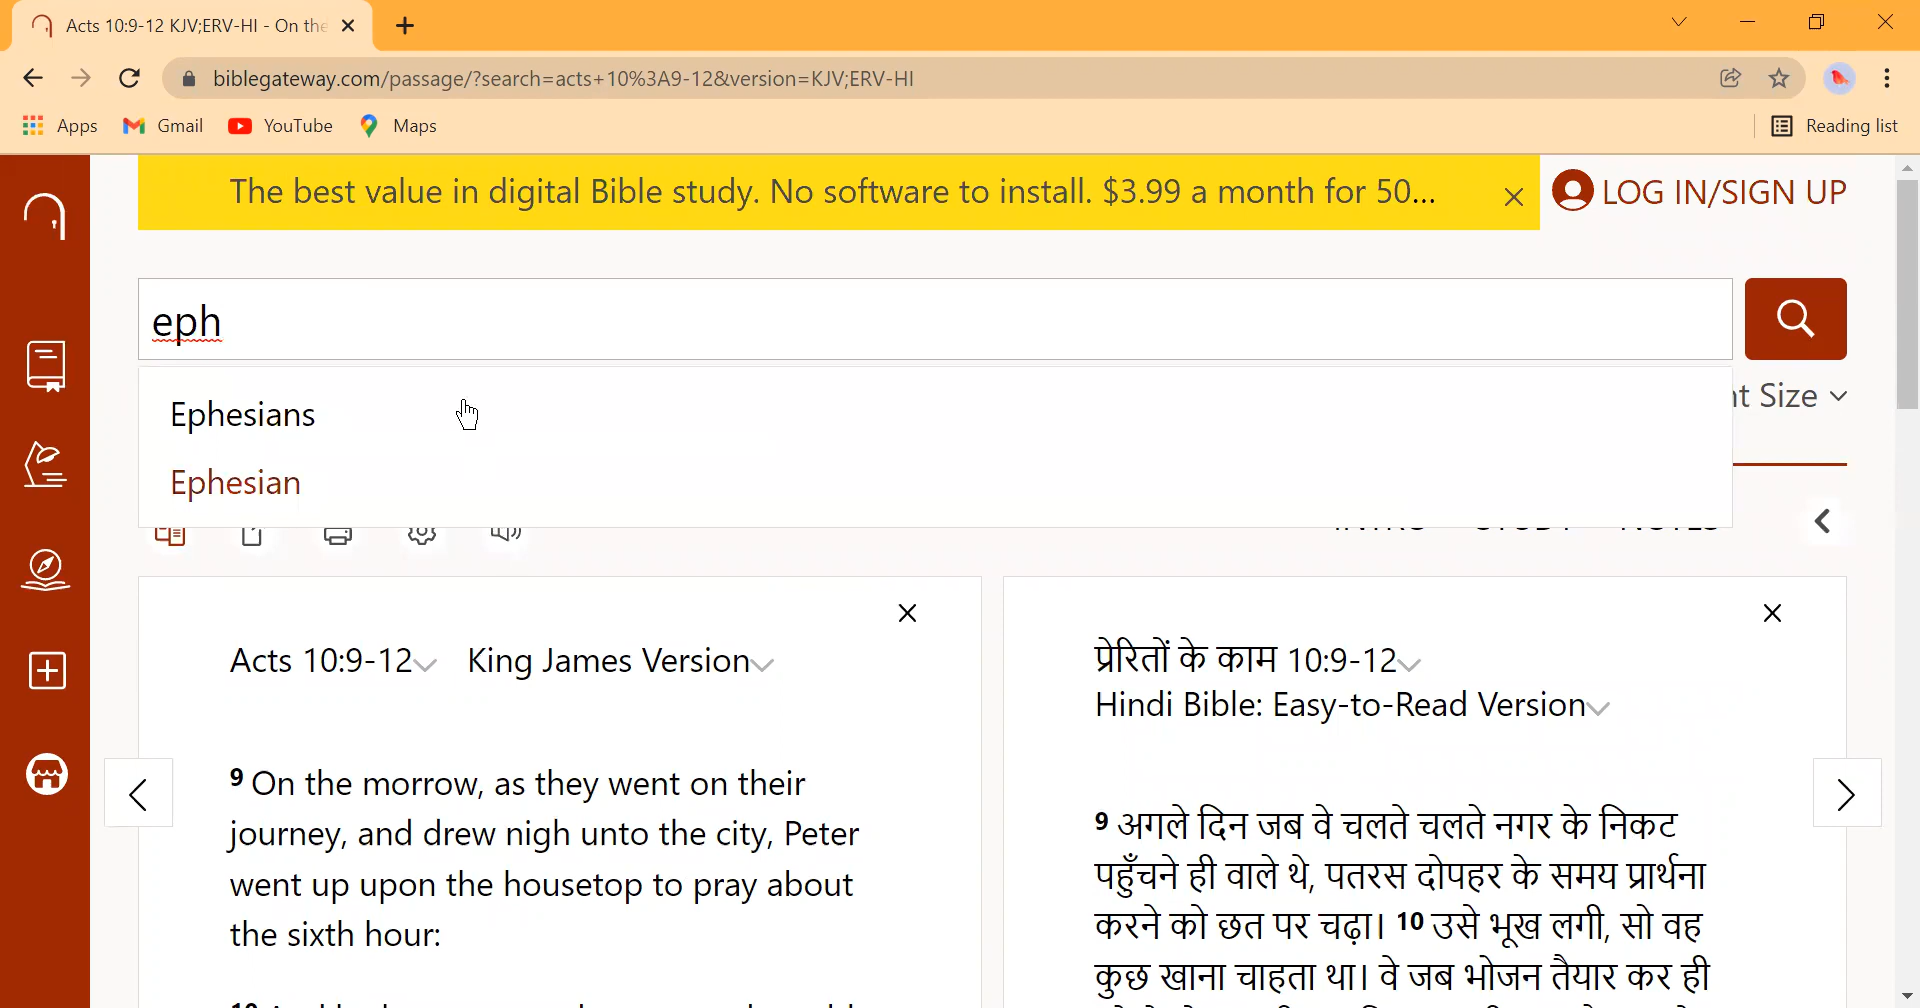 Acts 10:9-12 KJV;ERV-HI - On the
biblegateway.com/passage/?search=acts+10%3A9-12&version=KJV;ERV-HI
Apps Gmail YouTube Maps Reading list
The best value in digital Bible study. No software to install. $3.99 a month for 50...
LOG IN/SIGN UP
eph
Size
Ephesians
Ephesian
Acts 10:9-12 King James Version
9 On the morrow, as they went on their
journey, and drew nigh unto the city, Peter
went up upon the housetop to pray about
the sixth hour:
प्रेरितों के काम 10:9-12
Hindi Bible: Easy-to-Read Version
9 अगले दिन जब वे चलते चलते नगर के निकट
पहुँचने ही वाले थे, पतरस दोपहर के समय प्रार्थना
करने को छत पर चढ़ा। 10 उसे भूख लगी, सो वह
कुछ खाना चाहता था। वे जब भोजन तैयार कर ही